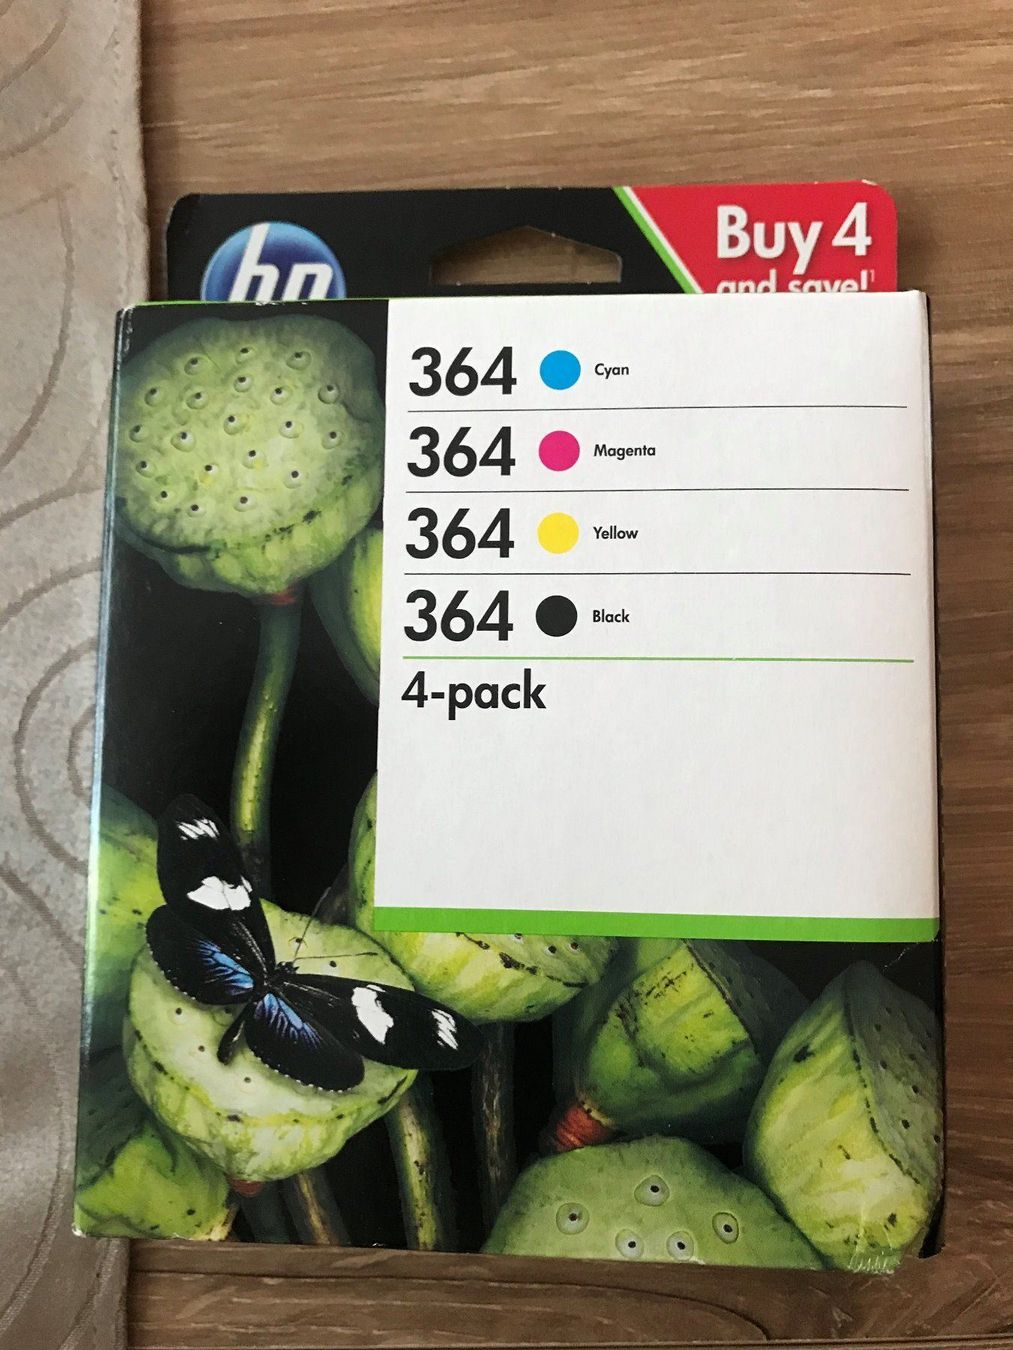 hp
Buy 4
and save!¹
364 Cyan
364 Magenta
364 Yellow
364 Black
4-pack